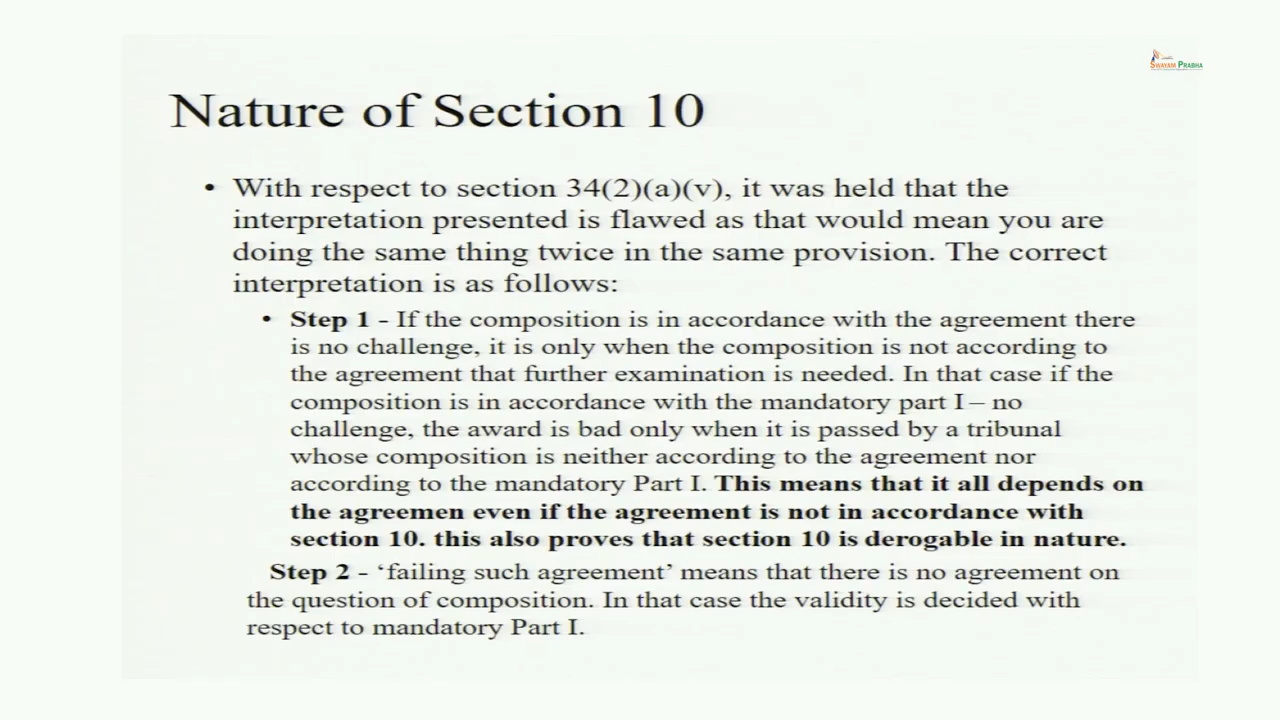 SWAYAM PRABHA
Nature of Section 10
• With respect to section 34(2)(a)(v), it was held that the
interpretation presented is flawed as that would mean you are
doing the same thing twice in the same provision. The correct
interpretation is as follows:
• Step 1 - If the composition is in accordance with the agreement there
is no challenge, it is only when the composition is not according to
the agreement that further examination is needed. In that case if the
composition is in accordance with the mandatory part I – no
challenge, the award is bad only when it is passed by a tribunal
whose composition is neither according to the agreement nor
according to the mandatory Part I. This means that it all depends on
the agreemen even if the agreement is not in accordance with
section 10. this also proves that section 10 is derogable in nature.
Step 2 - ‘failing such agreement’ means that there is no agreement on
the question of composition. In that case the validity is decided with
respect to mandatory Part I.